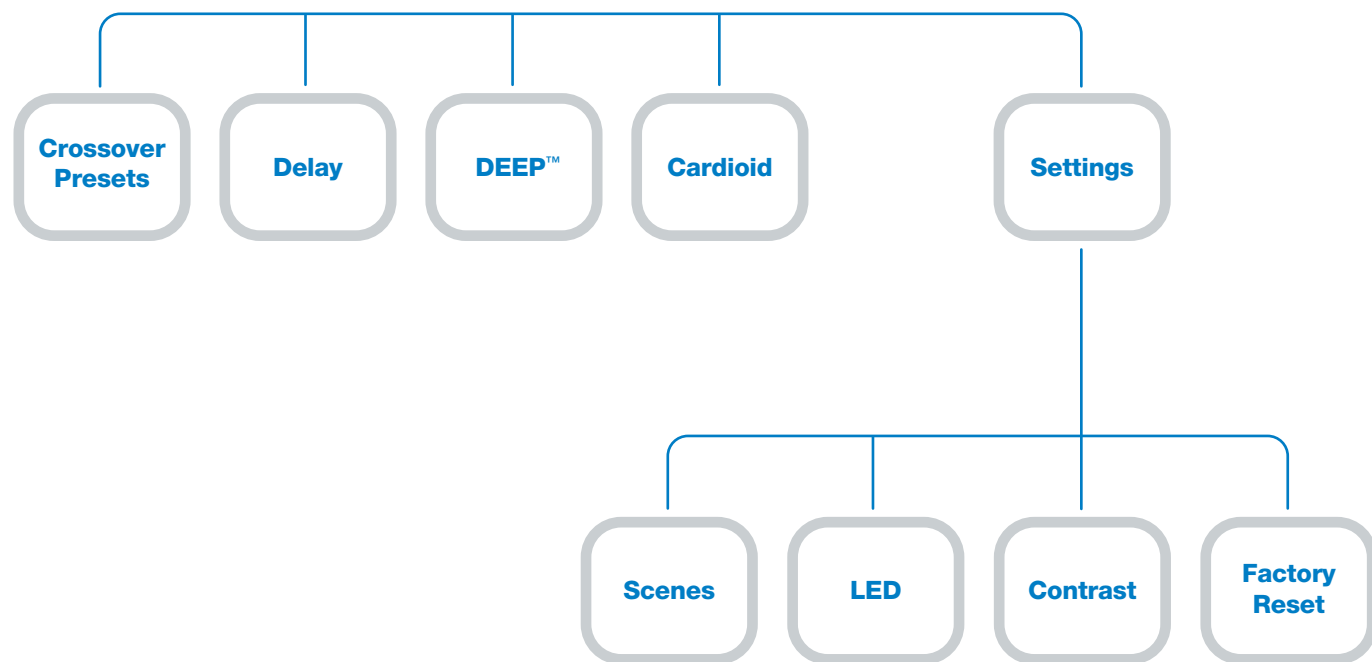 Crossover
Presets
Delay
DEEP™
Cardioid
Settings
Scenes
LED
Contrast
Factory
Reset